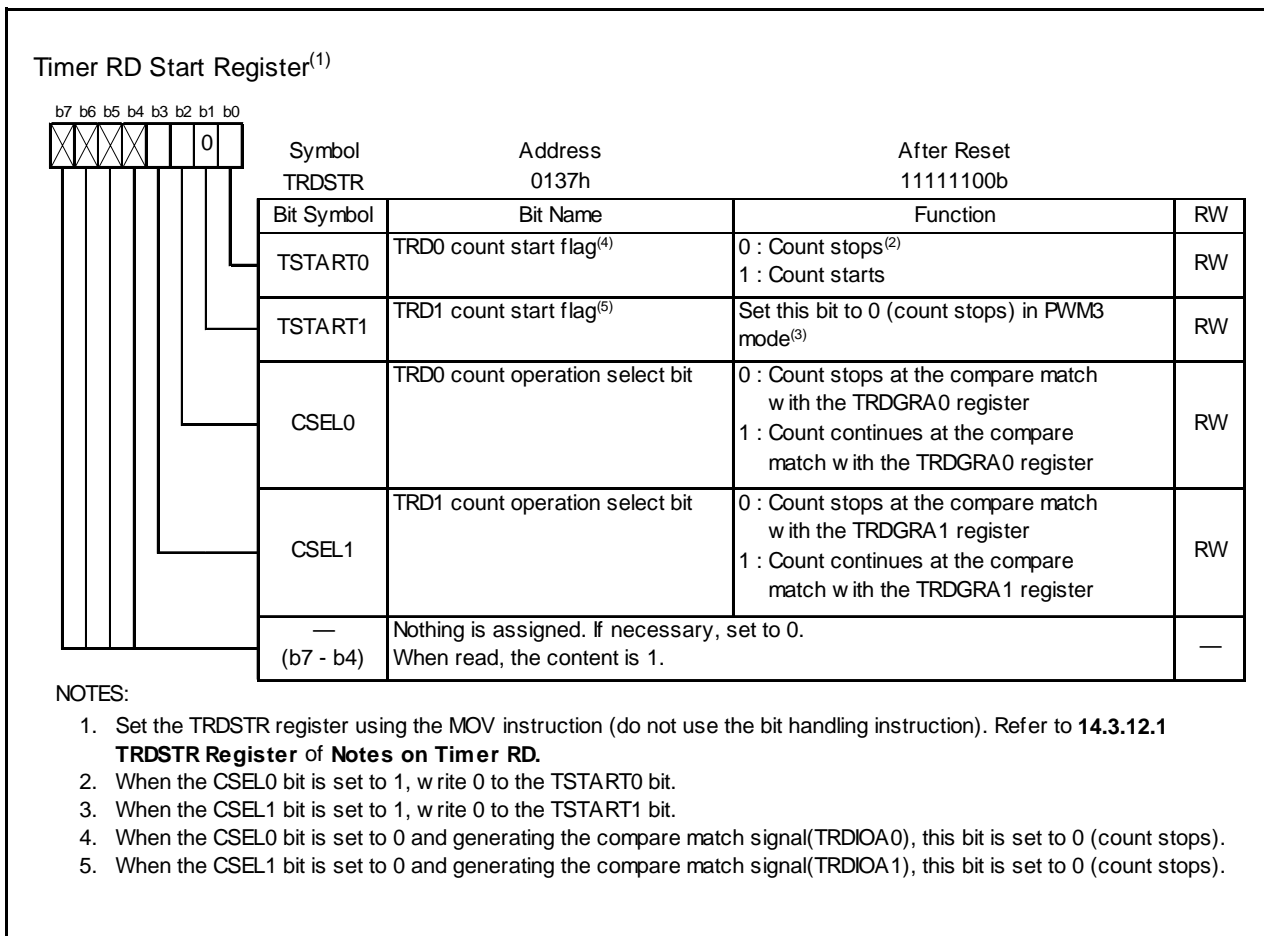 Timer RD Start Register(1)
b7 b6 b5 b4 b3 b2 b1 b0
0
Symbol Address After Reset
TRDSTR 0137h 11111100b
Bit Symbol Bit Name Function RW
TSTART0 TRD0 count start flag(4) 0 : Count stops(2)
1 : Count starts RW
TSTART1 TRD1 count start flag(5) Set this bit to 0 (count stops) in PWM3
mode(3) RW
CSEL0 TRD0 count operation select bit 0 : Count stops at the compare match
with the TRDGRA0 register
1 : Count continues at the compare
match with the TRDGRA0 register RW
CSEL1 TRD1 count operation select bit 0 : Count stops at the compare match
with the TRDGRA1 register
1 : Count continues at the compare
match with the TRDGRA1 register RW
— Nothing is assigned. If necessary, set to 0.
(b7 - b4) When read, the content is 1. —
NOTES:
1. Set the TRDSTR register using the MOV instruction (do not use the bit handling instruction). Refer to 14.3.12.1
TRDSTR Register of Notes on Timer RD.
2. When the CSEL0 bit is set to 1, write 0 to the TSTART0 bit.
3. When the CSEL1 bit is set to 1, write 0 to the TSTART1 bit.
4. When the CSEL0 bit is set to 0 and generating the compare match signal(TRDIOA0), this bit is set to 0 (count stops).
5. When the CSEL1 bit is set to 0 and generating the compare match signal(TRDIOA1), this bit is set to 0 (count stops).